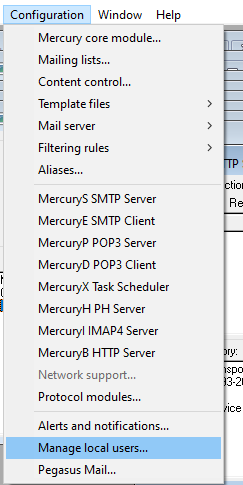 Configuration Window Help
Mercury core module...
Mailing lists...
Content control...
Template files
Mail server
Filtering rules
Aliases...
MercuryS SMTP Server
MercuryE SMTP Client
MercuryP POP3 Server
MercuryD POP3 Client
MercuryX Task Scheduler
MercuryH PH Server
MercuryI IMAP4 Server
MercuryB HTTP Server
Network support...
Protocol modules...
Alerts and notifications...
Manage local users...
Pegasus Mail...